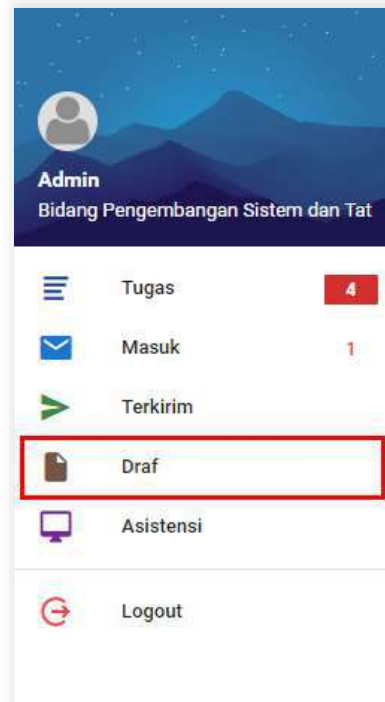 Admin
Bidang Pengembangan Sistem dan Tat
Tugas 4
Masuk 1
Terkirim
Draf
Asistensi
Logout